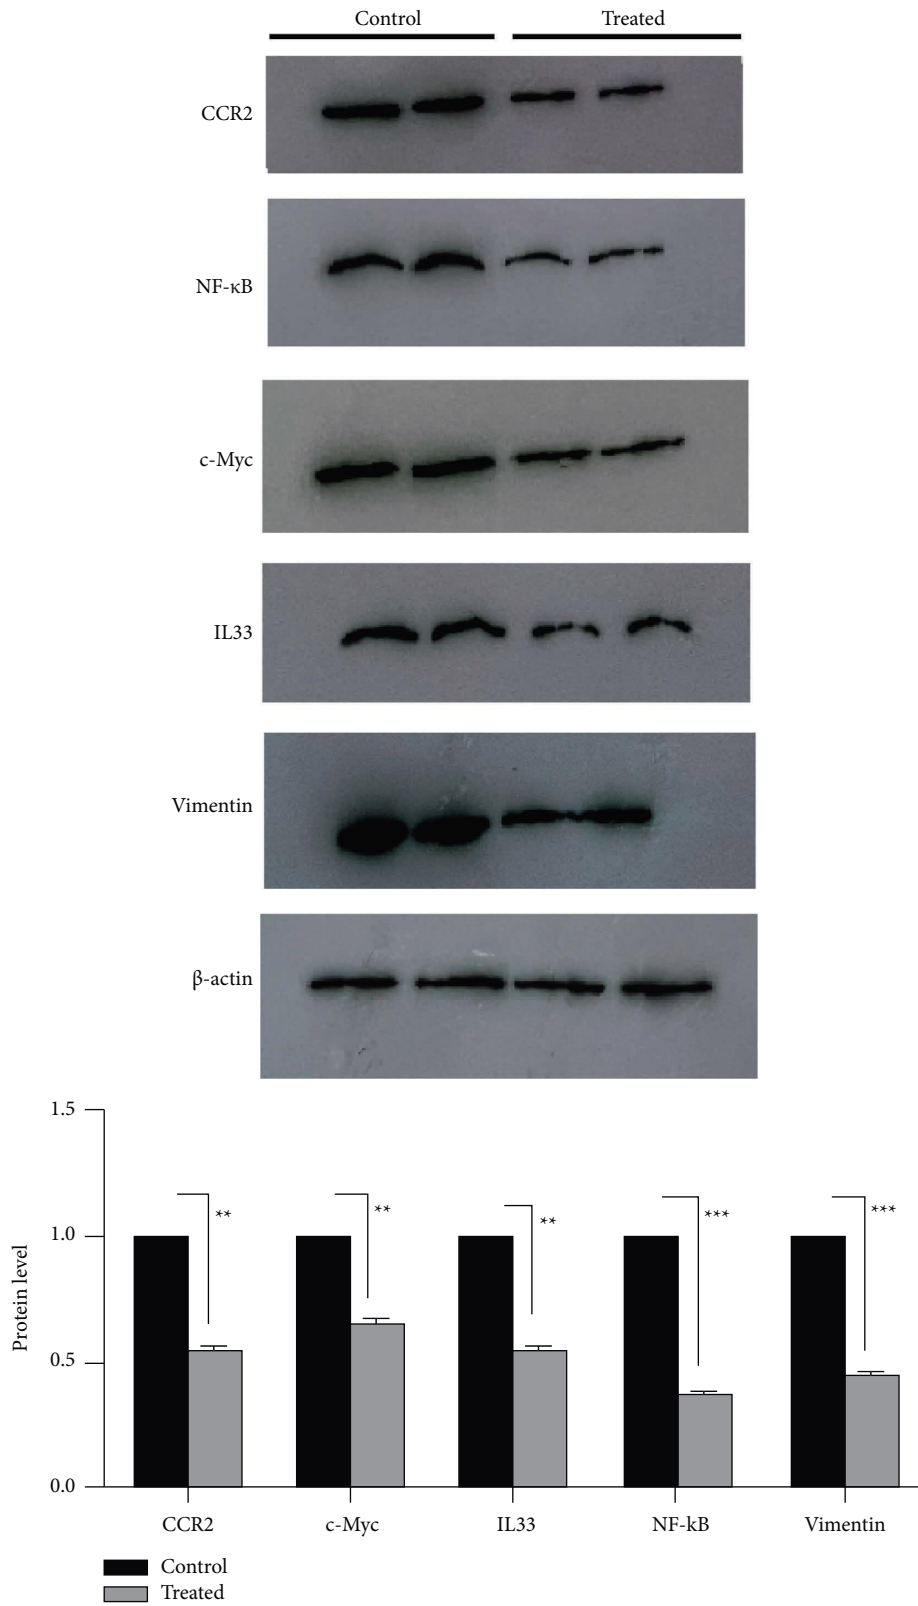 Control Treated
CCR2
NF-κB
c-Myc
IL33
Vimentin
β-actin
1.5
1.0
0.5
0.0
Protein level
**
**
**
***
***
CCR2 c-Myc IL33 NF-kB Vimentin
Control
Treated